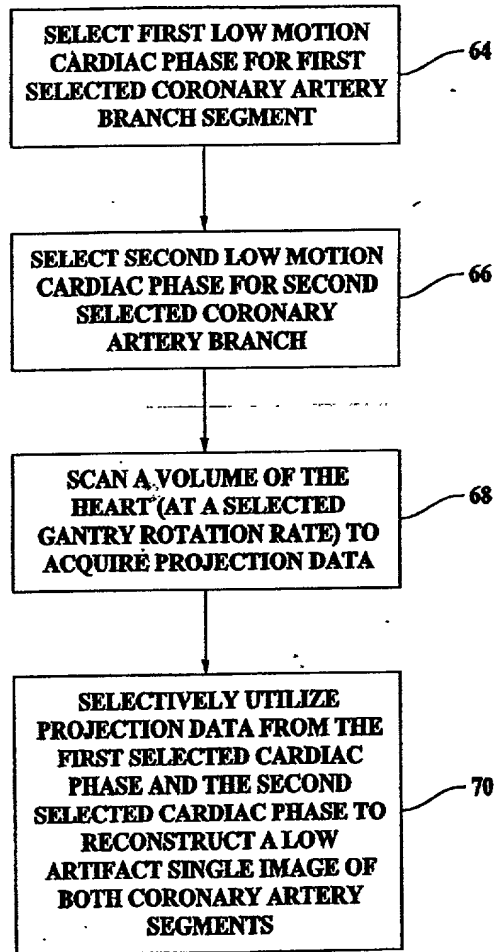 SELECT FIRST LOW MOTION
CARDIAC PHASE FOR FIRST
SELECTED CORONARY ARTERY
BRANCH SEGMENT
64
SELECT SECOND LOW MOTION
CARDIAC PHASE FOR SECOND
SELECTED CORONARY
ARTERY BRANCH
66
SCAN A VOLUME OF THE
HEART (AT A SELECTED
GANTRY ROTATION RATE) TO
ACQUIRE PROJECTION DATA
68
SELECTIVELY UTILIZE
PROJECTION DATA FROM THE
FIRST SELECTED CARDIAC
PHASE AND THE SECOND
SELECTED CARDIAC PHASE TO
RECONSTRUCT A LOW
ARTIFACT SINGLE IMAGE OF
BOTH CORONARY ARTERY
SEGMENTS
70